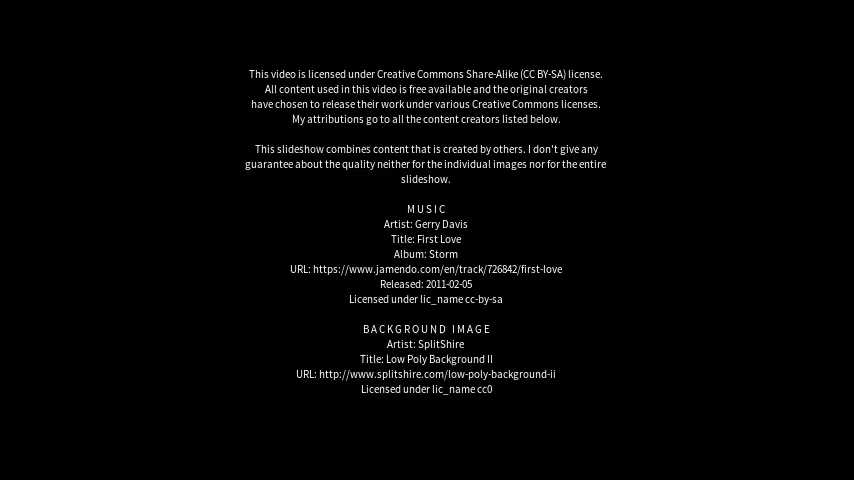 This video is licensed under Creative Commons Share-Alike (CC BY-SA) license.
All content used in this video is free available and the original creators
have chosen to release their work under various Creative Commons licenses.
My attributions go to all the content creators listed below.
This slideshow combines content that is created by others. I don't give any
guarantee about the quality neither for the individual images nor for the entire
slideshow.
MUSIC
Artist: Gerry Davis
Title: First Love
Album: Storm
URL: https://www.jamendo.com/en/track/726842/first-love
Released: 2011-02-05
Licensed under lic_name cc-by-sa
BACKGROUND IMAGE
Artist: SplitShire
Title: Low Poly Background II
URL: http://www.splitshire.com/low-poly-background-ii
Licensed under lic_name cc0